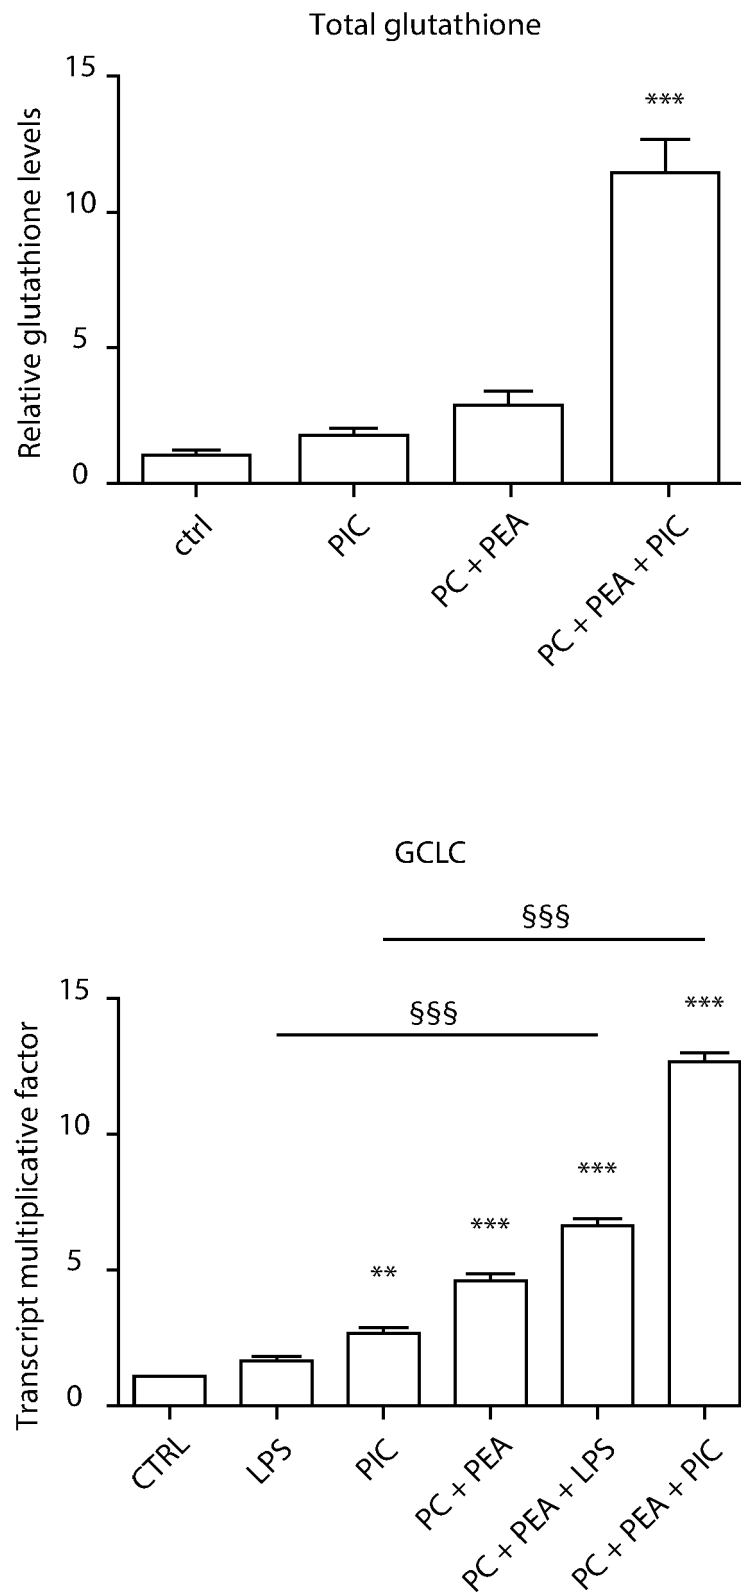 Total glutathione
Relative glutathione levels
15
10
5
0
***
ctrl
PIC
PC + PEA
PC + PEA + PIC
GCLC
§§§
§§§
Transcript multiplicative factor
15
10
5
0
**
***
***
***
CTRL
LPS
PIC
PC + PEA
PC + PEA + LPS
PC + PEA + PIC